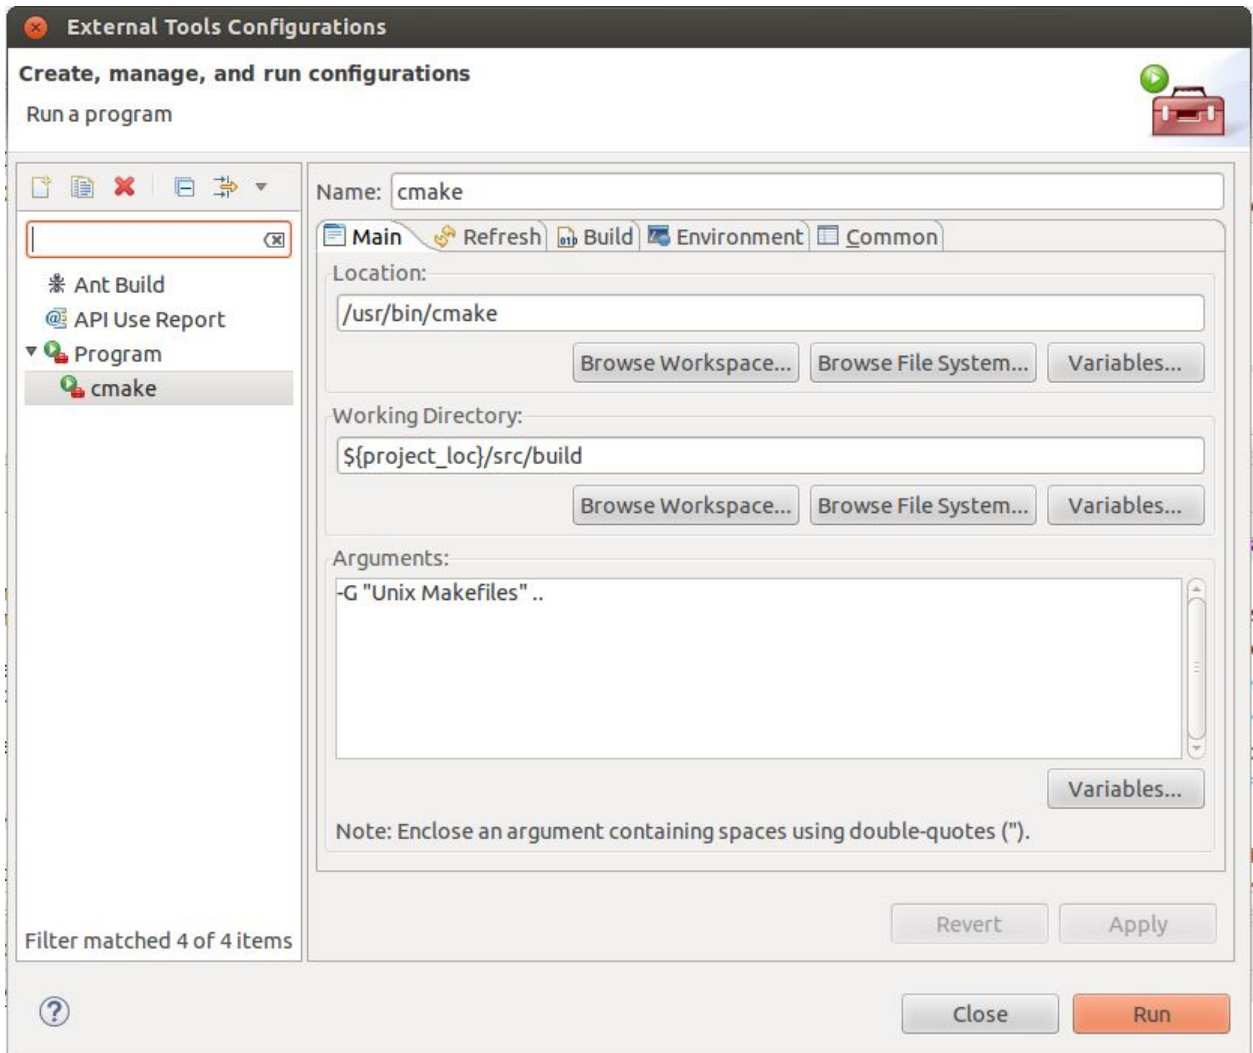 External Tools Configurations
Create, manage, and run configurations
Run a program
Name: cmake
Main Refresh Build Environment Common
Ant Build
API Use Report
Program
cmake
Filter matched 4 of 4 items
Location:
/usr/bin/cmake
Browse Workspace... Browse File System... Variables...
Working Directory:
${project_loc}/src/build
Browse Workspace... Browse File System... Variables...
Arguments:
-G "Unix Makefiles" ..
Variables...
Note: Enclose an argument containing spaces using double-quotes (").
Revert Apply
Close Run